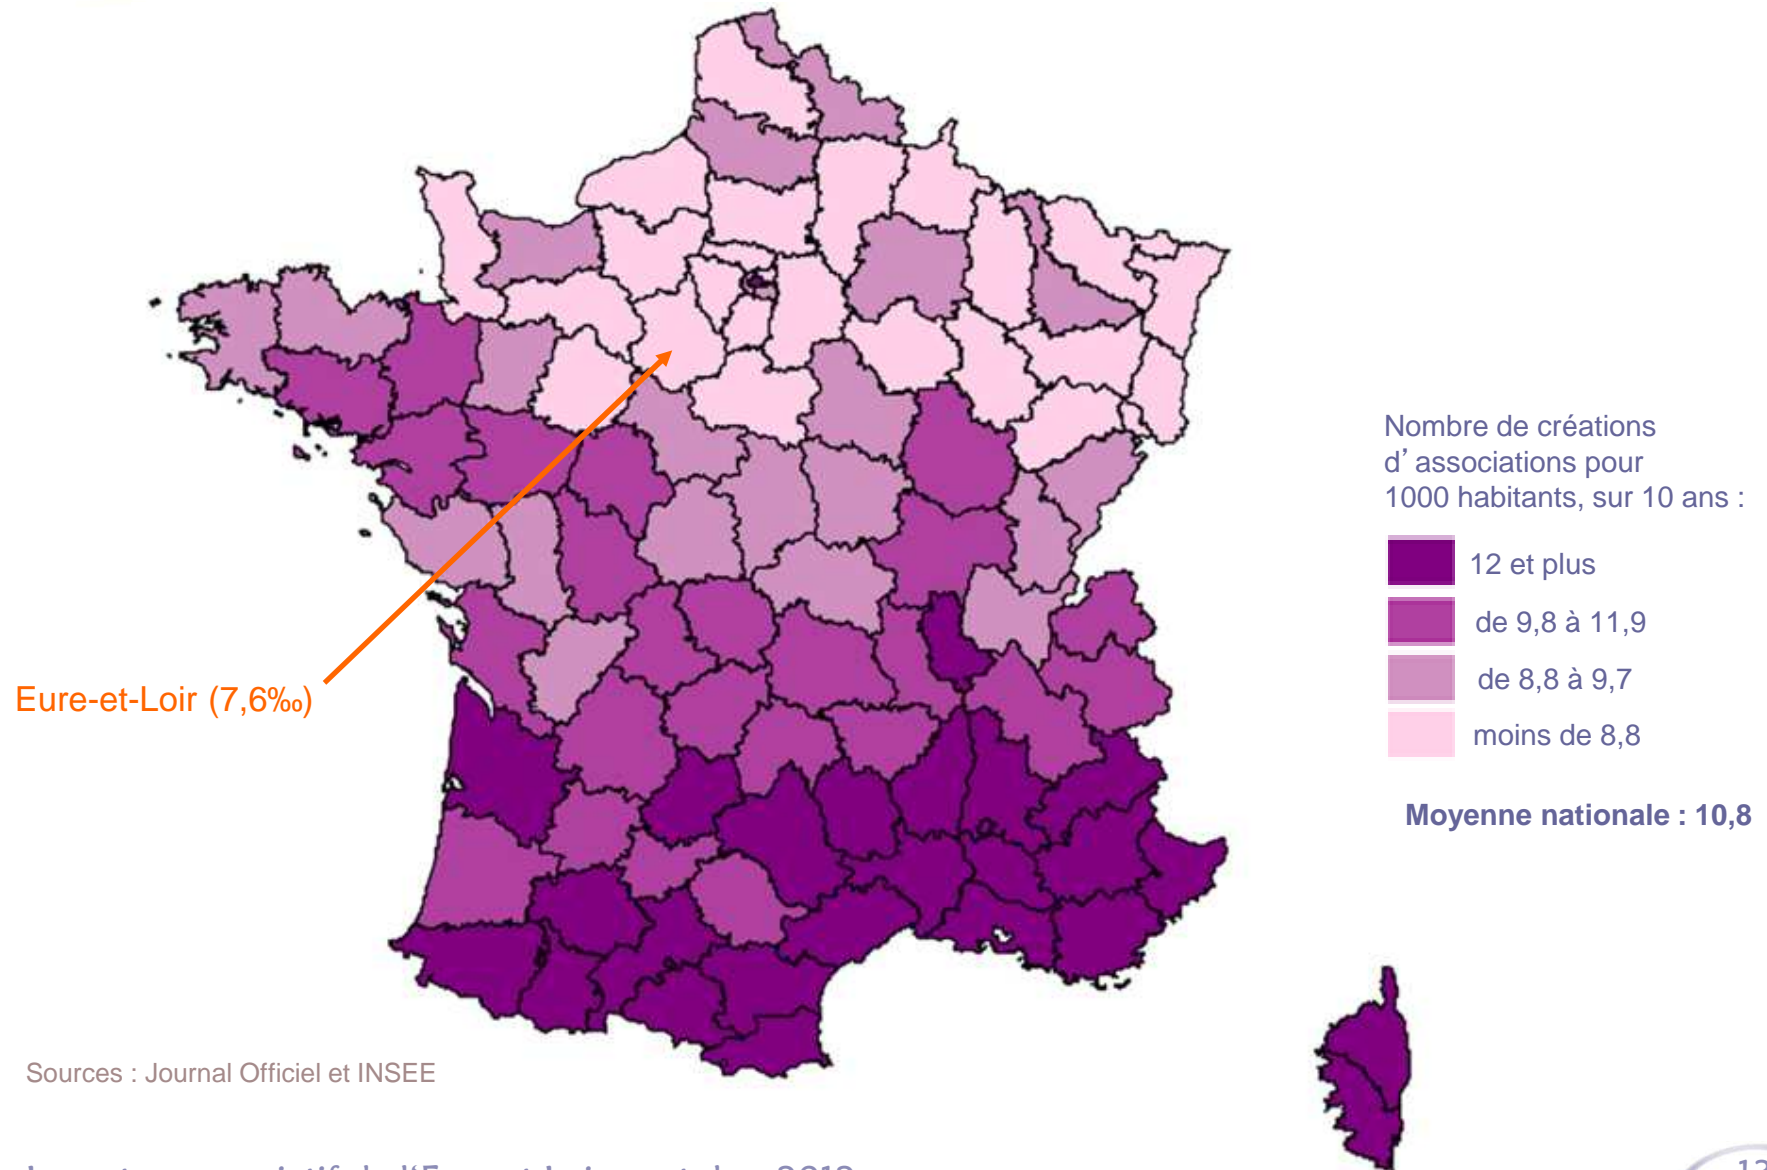 Nombre de créations
d’associations pour
1000 habitants, sur 10 ans :
12 et plus
de 9,8 à 11,9
de 8,8 à 9,7
moins de 8,8
Moyenne nationale : 10,8
Eure-et-Loir (7,6‰)
Sources : Journal Officiel et INSEE